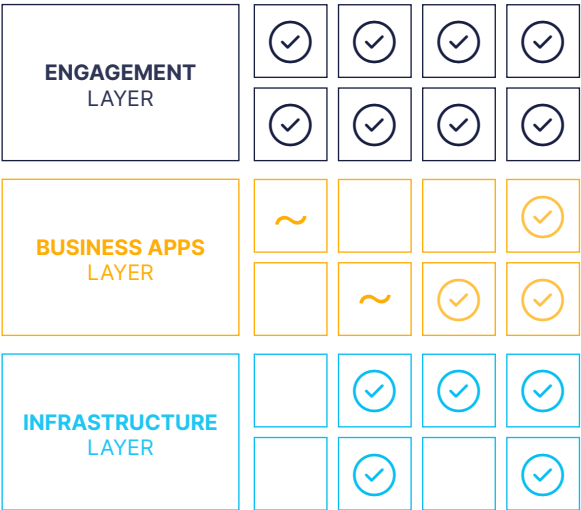 ENGAGEMENT
LAYER
BUSINESS APPS
LAYER
~
~
INFRASTRUCTURE
LAYER